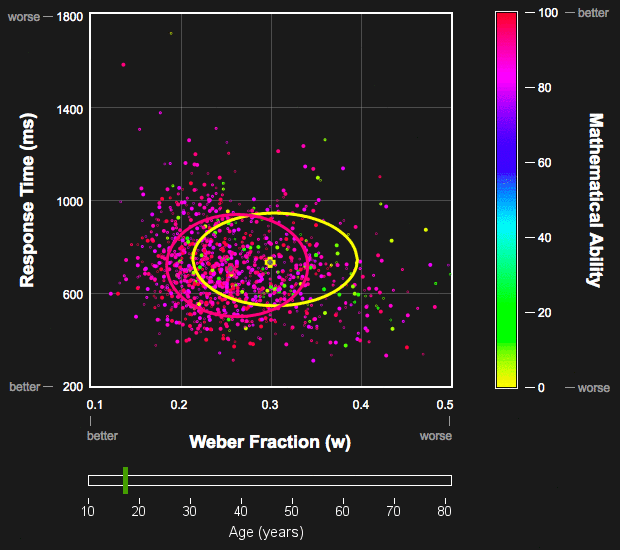 worse
1800
1400
1000
600
200
better
Response Time (ms)
0.1
0.2
0.3
0.4
0.5
better
worse
Weber Fraction (w)
10
20
30
40
50
60
70
80
Age (years)
100
better
80
60
40
20
0
worse
Mathematical Ability